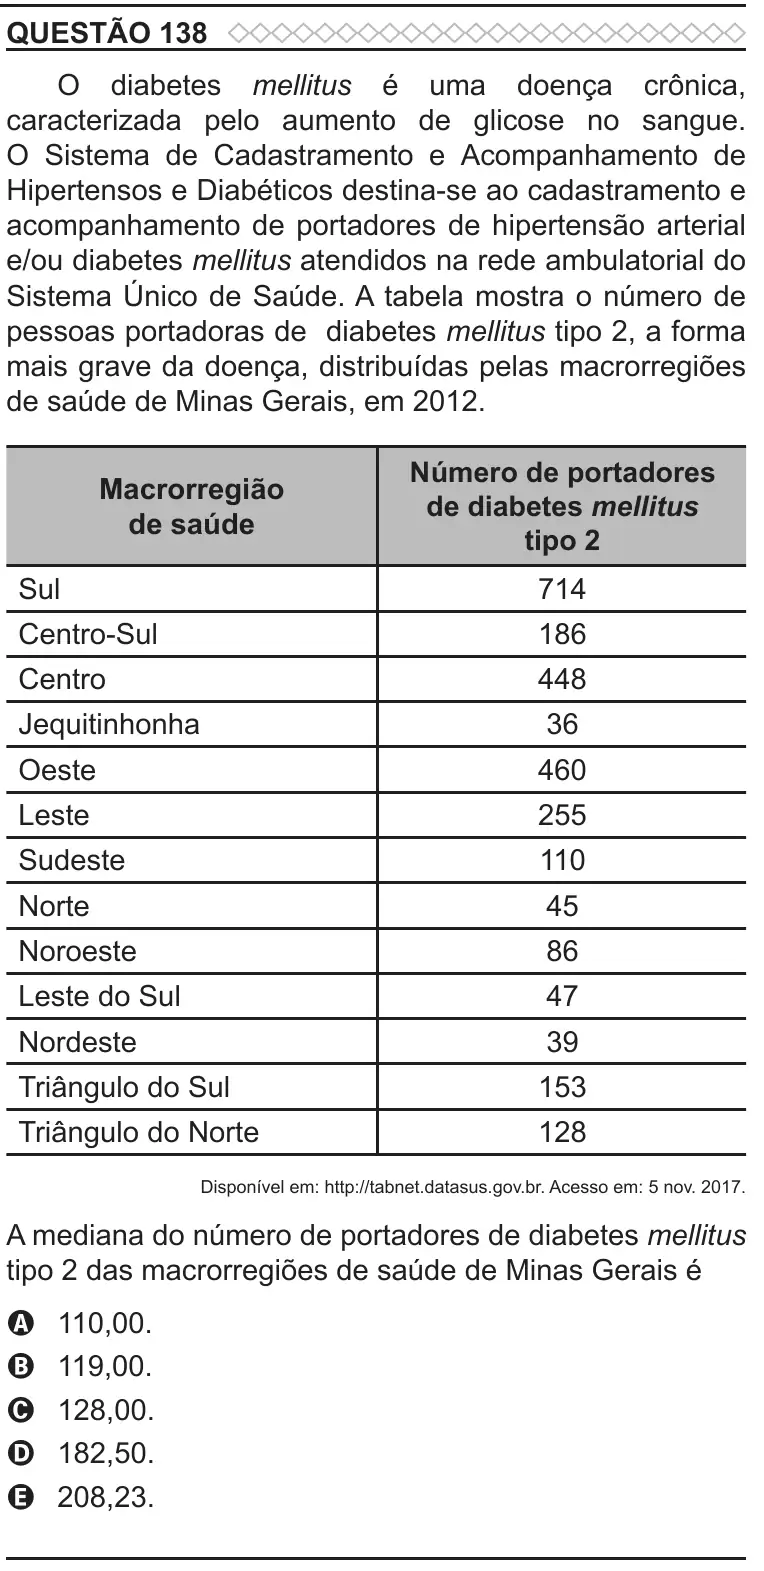 QUESTÃO 138
O diabetes mellitus é uma doença crônica,
caracterizada pelo aumento de glicose no sangue.
O Sistema de Cadastramento e Acompanhamento de
Hipertensos e Diabéticos destina-se ao cadastramento e
acompanhamento de portadores de hipertensão arterial
e/ou diabetes mellitus atendidos na rede ambulatorial do
Sistema Único de Saúde. A tabela mostra o número de
pessoas portadoras de diabetes mellitus tipo 2, a forma
mais grave da doença, distribuídas pelas macrorregiões
de saúde de Minas Gerais, em 2012.
Macrorregião
de saúde
Número de portadores
de diabetes mellitus
tipo 2
Sul 714
Centro-Sul 186
Centro 448
Jequitinhonha 36
Oeste 460
Leste 255
Sudeste 110
Norte 45
Noroeste 86
Leste do Sul 47
Nordeste 39
Triângulo do Sul 153
Triângulo do Norte 128
Disponível em: http://tabnet.datasus.gov.br. Acesso em: 5 nov. 2017.
A mediana do número de portadores de diabetes mellitus
tipo 2 das macrorregiões de saúde de Minas Gerais é
A 110,00.
B 119,00.
C 128,00.
D 182,50.
E 208,23.